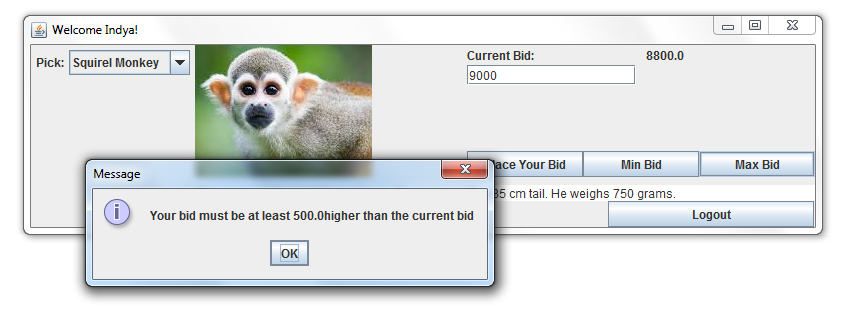 Welcome Indya!
Pick: Squirel Monkey
Current Bid: 8800.0
9000
ace Your Bid
Min Bid
Max Bid
Message
Your bid must be at least 500.0higher than the current bid
OK
35 cm tail. He weighs 750 grams.
Logout